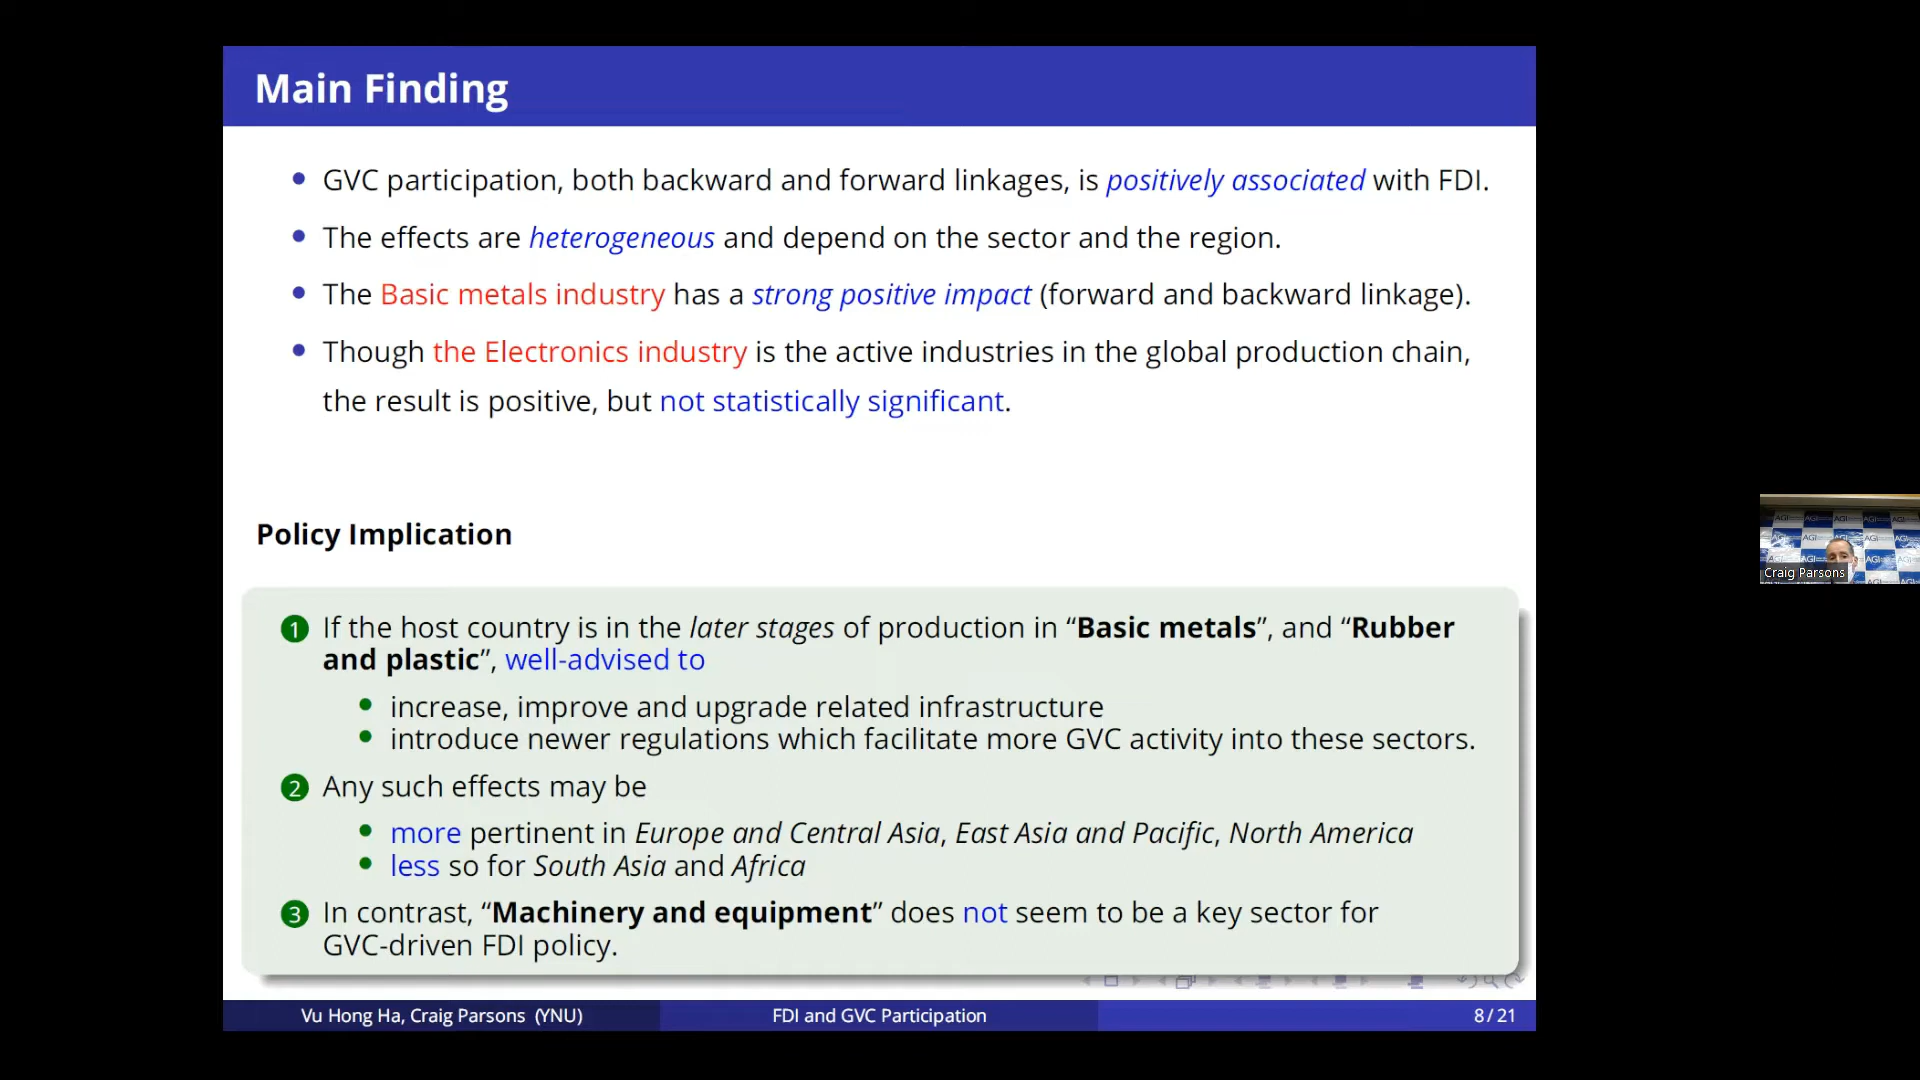 Main Finding
GVC participation, both backward and forward linkages, is positively associated with FDI.
The effects are heterogeneous and depend on the sector and the region.
The Basic metals industry has a strong positive impact (forward and backward linkage).
Though the Electronics industry is the active industries in the global production chain,
the result is positive, but not statistically significant.
Policy Implication
1 If the host country is in the later stages of production in “Basic metals”, and “Rubber
and plastic”, well-advised to
increase, improve and upgrade related infrastructure
introduce newer regulations which facilitate more GVC activity into these sectors.
2 Any such effects may be
more pertinent in Europe and Central Asia, East Asia and Pacific, North America
less so for South Asia and Africa
3 In contrast, “Machinery and equipment” does not seem to be a key sector for
GVC-driven FDI policy.
Vu Hong Ha, Craig Parsons (YNU)
FDI and GVC Participation
8/21
AGI
Craig Parsons